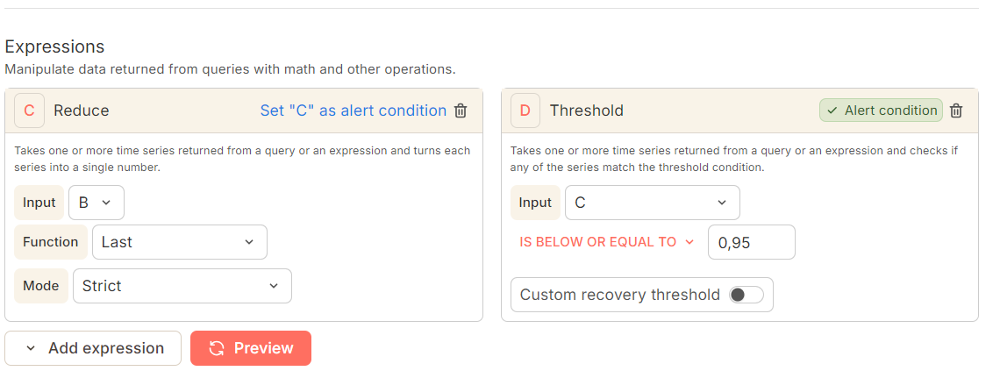 Expressions
Manipulate data returned from queries with math and other operations.
C Reduce Set "C" as alert condition
Takes one or more time series returned from a query or an expression and turns each
series into a single number.
Input B
Function Last
Mode Strict
D Threshold Alert condition
Takes one or more time series returned from a query or an expression and checks if
any of the series match the threshold condition.
Input C
IS BELOW OR EQUAL TO 0,95
Custom recovery threshold
Add expression Preview